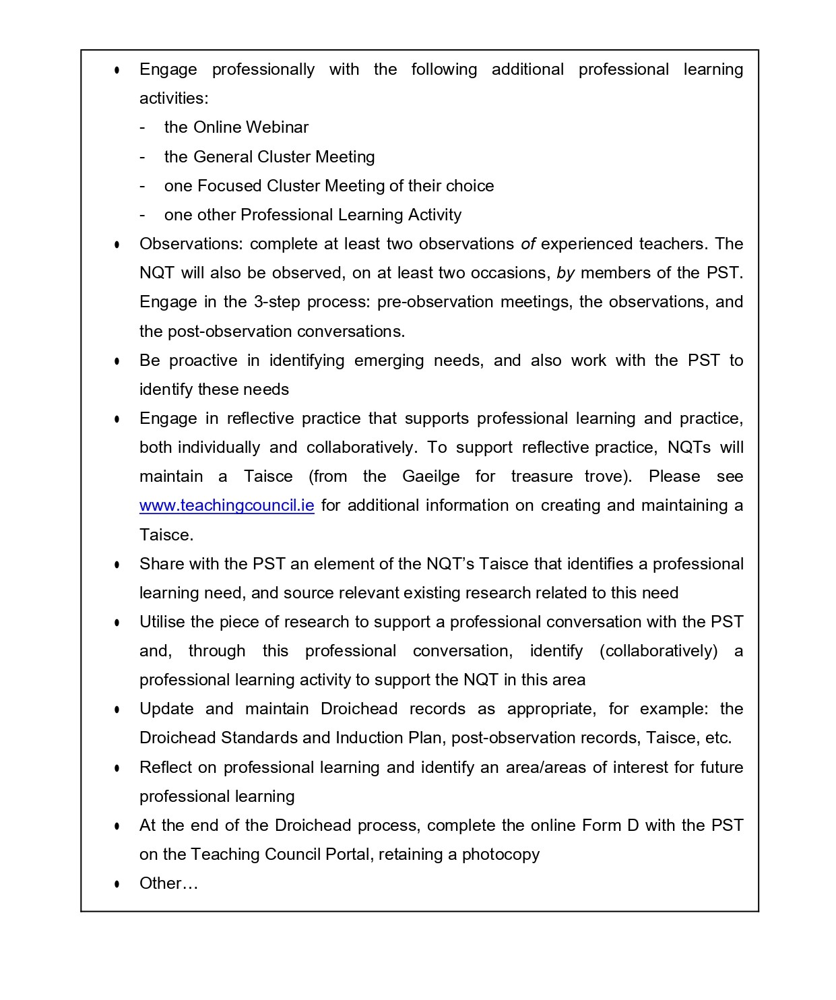 • Engage professionally with the following additional professional learning
activities:
- the Online Webinar
- the General Cluster Meeting
- one Focused Cluster Meeting of their choice
- one other Professional Learning Activity
• Observations: complete at least two observations of experienced teachers. The
NQT will also be observed, on at least two occasions, by members of the PST.
Engage in the 3-step process: pre-observation meetings, the observations, and
the post-observation conversations.
• Be proactive in identifying emerging needs, and also work with the PST to
identify these needs
• Engage in reflective practice that supports professional learning and practice,
both individually and collaboratively. To support reflective practice, NQTs will
maintain a Taisce (from the Gaeilge for treasure trove). Please see
www.teachingcouncil.ie for additional information on creating and maintaining a
Taisce.
• Share with the PST an element of the NQT’s Taisce that identifies a professional
learning need, and source relevant existing research related to this need
• Utilise the piece of research to support a professional conversation with the PST
and, through this professional conversation, identify (collaboratively) a
professional learning activity to support the NQT in this area
• Update and maintain Droichead records as appropriate, for example: the
Droichead Standards and Induction Plan, post-observation records, Taisce, etc.
• Reflect on professional learning and identify an area/areas of interest for future
professional learning
• At the end of the Droichead process, complete the online Form D with the PST
on the Teaching Council Portal, retaining a photocopy
• Other…